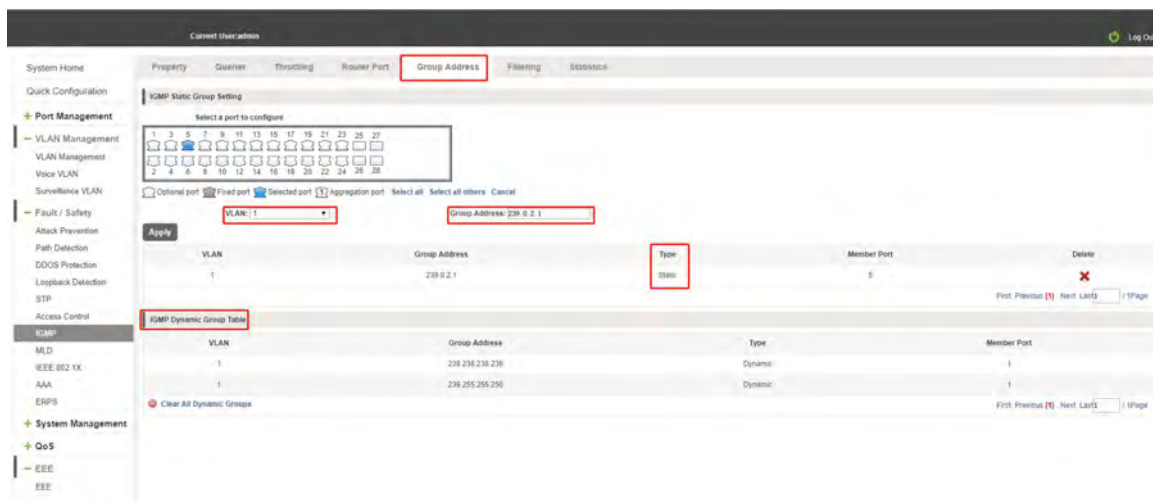 Current User:admin
Log Ou
System Home
Quick Configuration
+ Port Management
− VLAN Management
VLAN Management
Voice VLAN
Surveillance VLAN
− Fault / Safety
Attack Prevention
Path Detection
DDOS Protection
Loopback Detection
STP
Access Control
IGMP
MLD
IEEE 802.1X
AAA
ERPS
+ System Management
+ QoS
− EEE
EEE
Property Querier Throttling Router Port Group Address Filtering Statistics
IGMP Static Group Setting
Select a port to configure
1 3 5 7 9 11 13 15 17 19 21 23 25 27
2 4 6 8 10 12 14 16 18 20 22 24 26 28
Optional port Fixed port Selected port 1 Aggregation port Select all Select all others Cancel
VLAN: 1 Group Address: 239.0.2.1
Apply
VLAN Group Address Type Member Port Delete
1 239.0.2.1 Static 5
First Previous [1] Next Last 1 / 1Page
IGMP Dynamic Group Table
VLAN Group Address Type Member Port
1 Dynamic 1
1 239.255.255.250 Dynamic 1
Clear All Dynamic Groups First Previous [1] Next Last 1 / 1Page